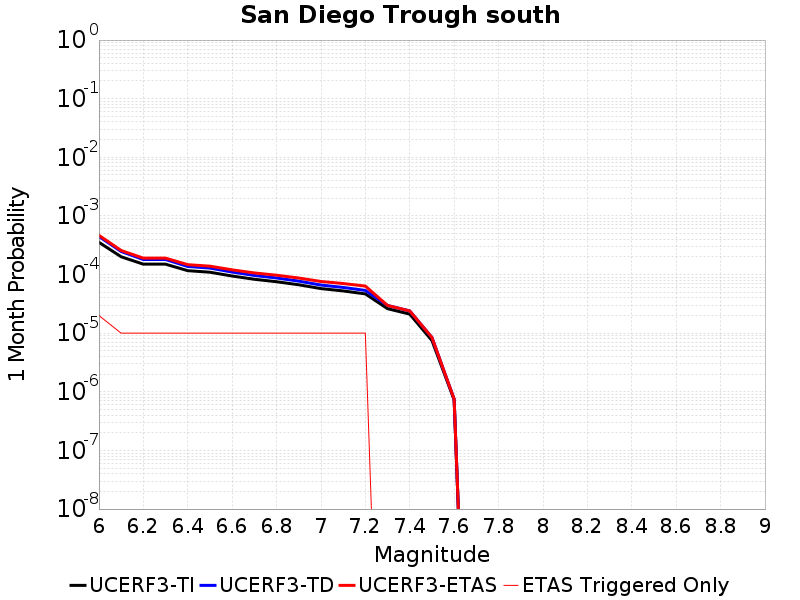 San Diego Trough south
1 Month Probability
10^0
10^-1
10^-2
10^-3
10^-4
10^-5
10^-6
10^-7
10^-8
6 6.2 6.4 6.6 6.8 7 7.2 7.4 7.6 7.8 8 8.2 8.4 8.6 8.8 9
Magnitude
UCERF3-TI UCERF3-TD UCERF3-ETAS ETAS Triggered Only